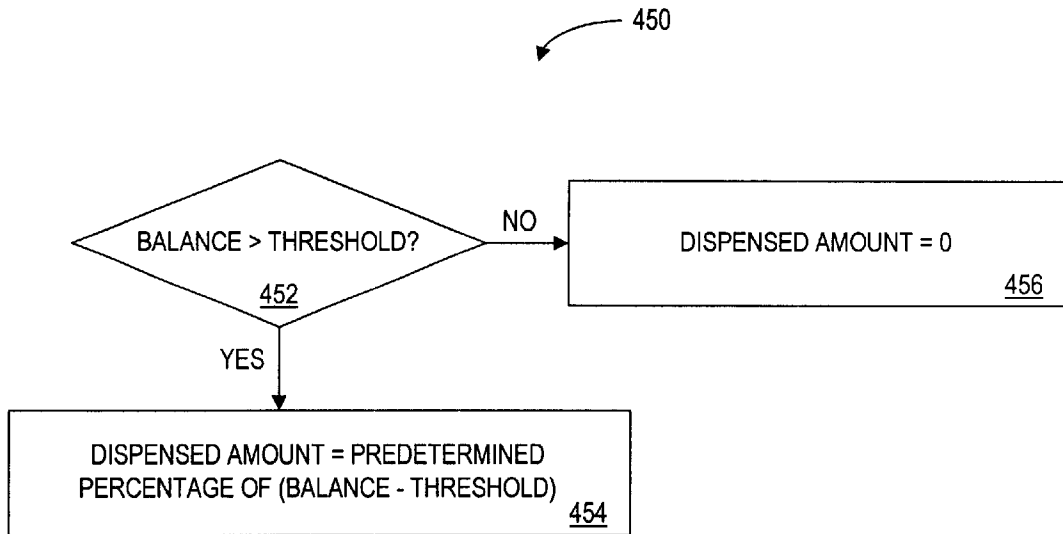 450
BALANCE > THRESHOLD?
452
NO
DISPENSED AMOUNT = 0
456
YES
DISPENSED AMOUNT = PREDETERMINED
PERCENTAGE OF (BALANCE - THRESHOLD)
454